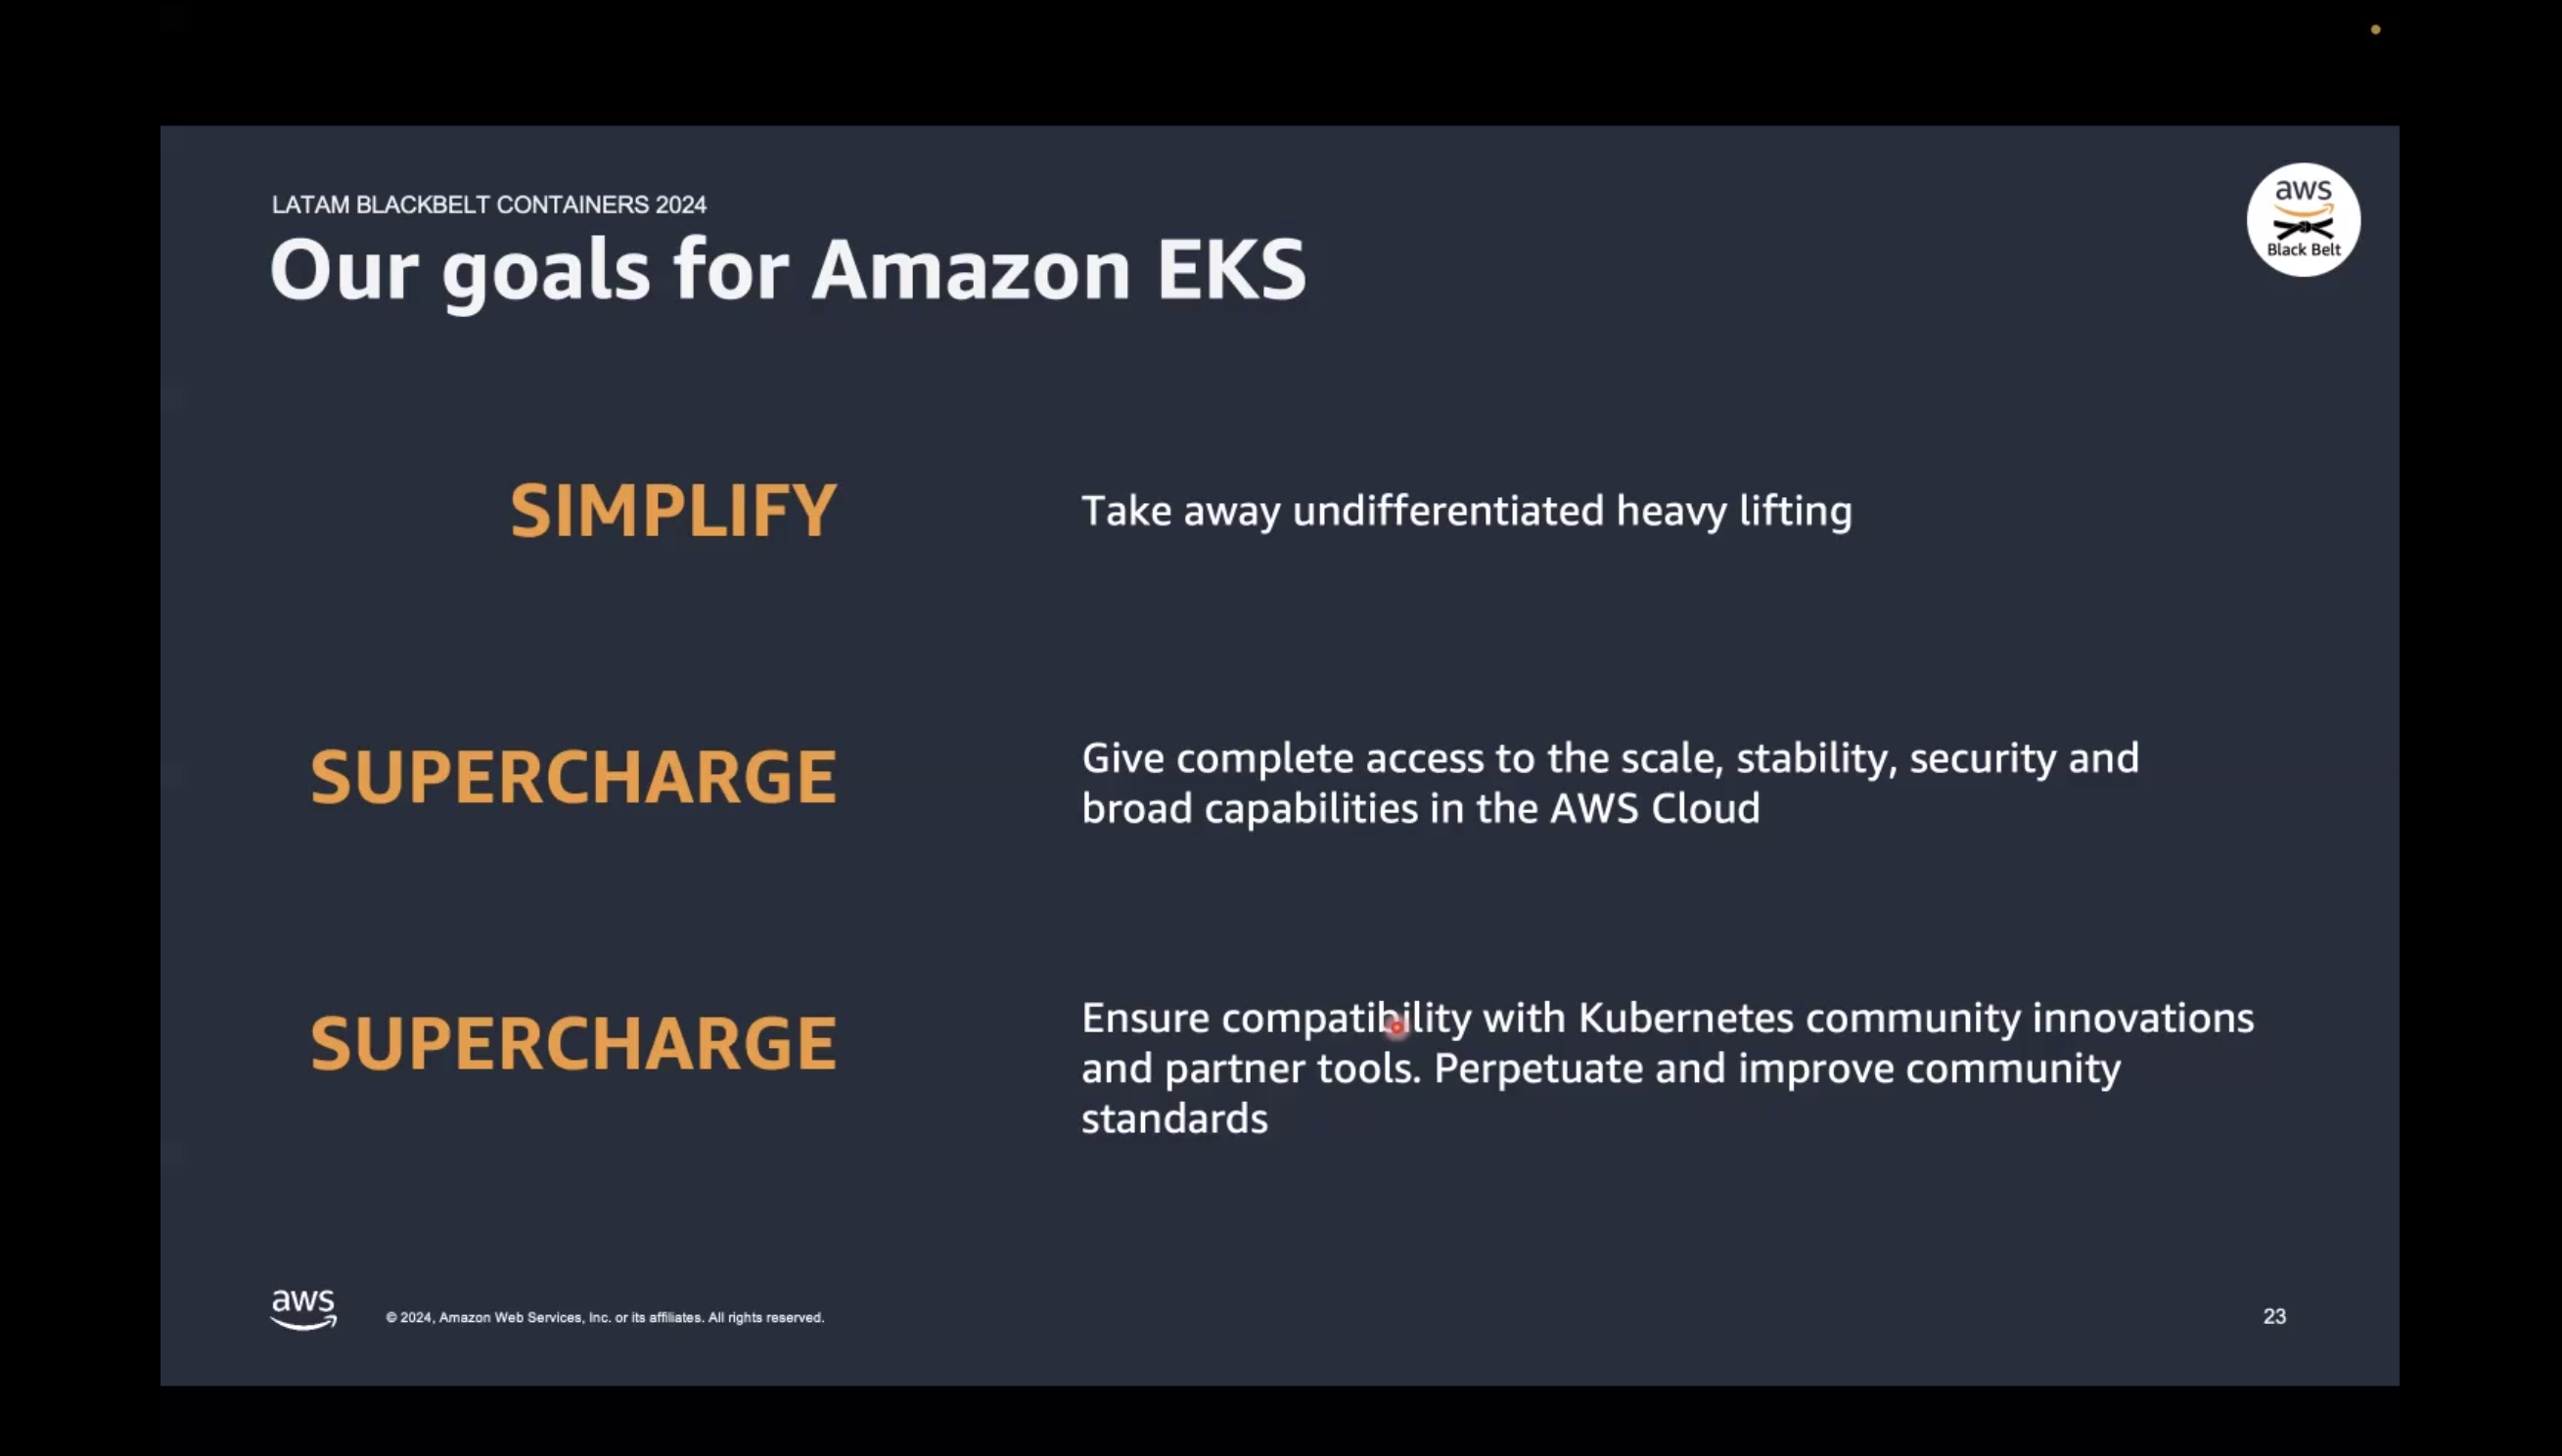 LATAM BLACKBELT CONTAINERS 2024
Our goals for Amazon EKS
aws
Black Belt
SIMPLIFY
Take away undifferentiated heavy lifting
SUPERCHARGE
Give complete access to the scale, stability, security and
broad capabilities in the AWS Cloud
SUPERCHARGE
Ensure compatibility with Kubernetes community innovations
and partner tools. Perpetuate and improve community
standards
aws
© 2024, Amazon Web Services, Inc. or its affiliates. All rights reserved.
23